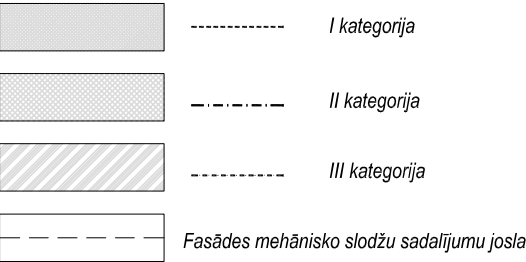 I kategorija
II kategorija
III kategorija
Fasādes mehānisko slodžu sadalījumu josla